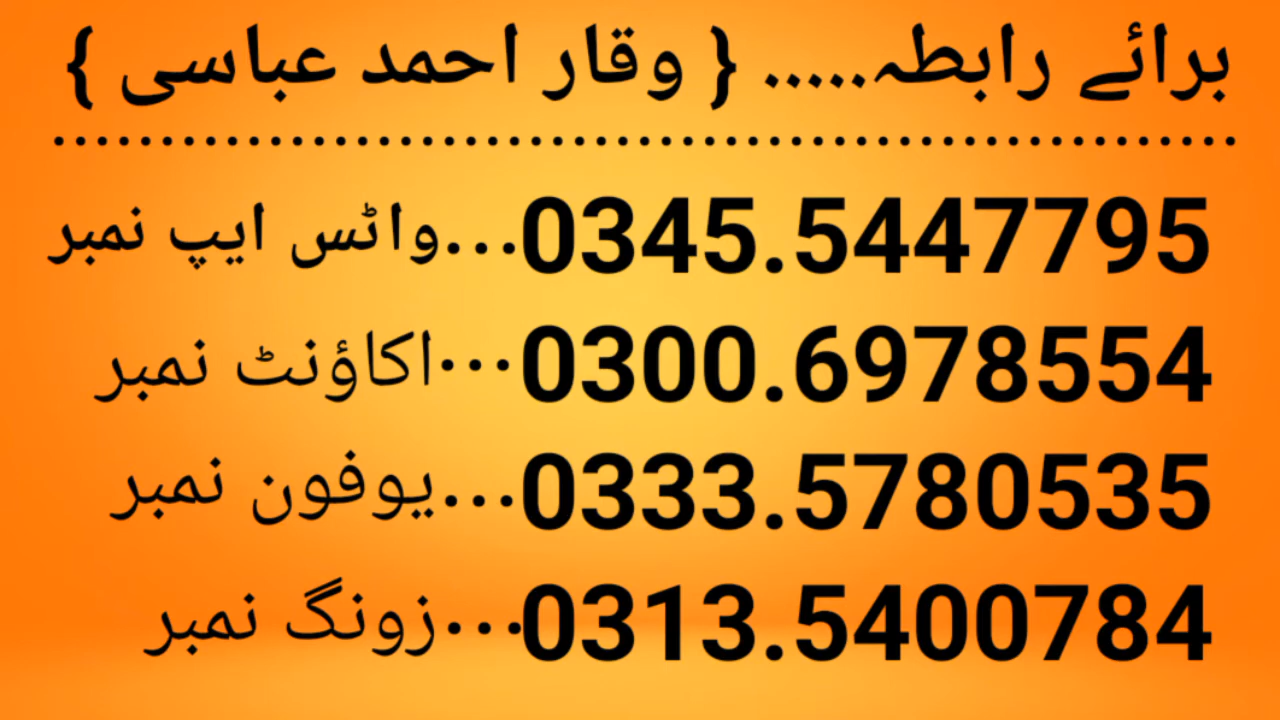 برائے رابطہ..... { وقار احمد عباسی }
0345.5447795...واٹس ایپ نمبر
0300.6978554...اکاؤنٹ نمبر
0333.5780535...یوفون نمبر
0313.5400784...زونگ نمبر